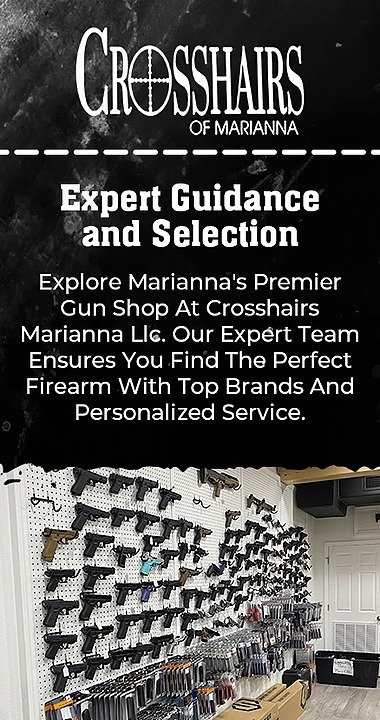 CROSSHAIRS
OF MARIANNA
Expert Guidance
and Selection
Explore Marianna's Premier
Gun Shop At Crosshairs
Marianna Llc. Our Expert Team
Ensures You Find The Perfect
Firearm With Top Brands And
Personalized Service.